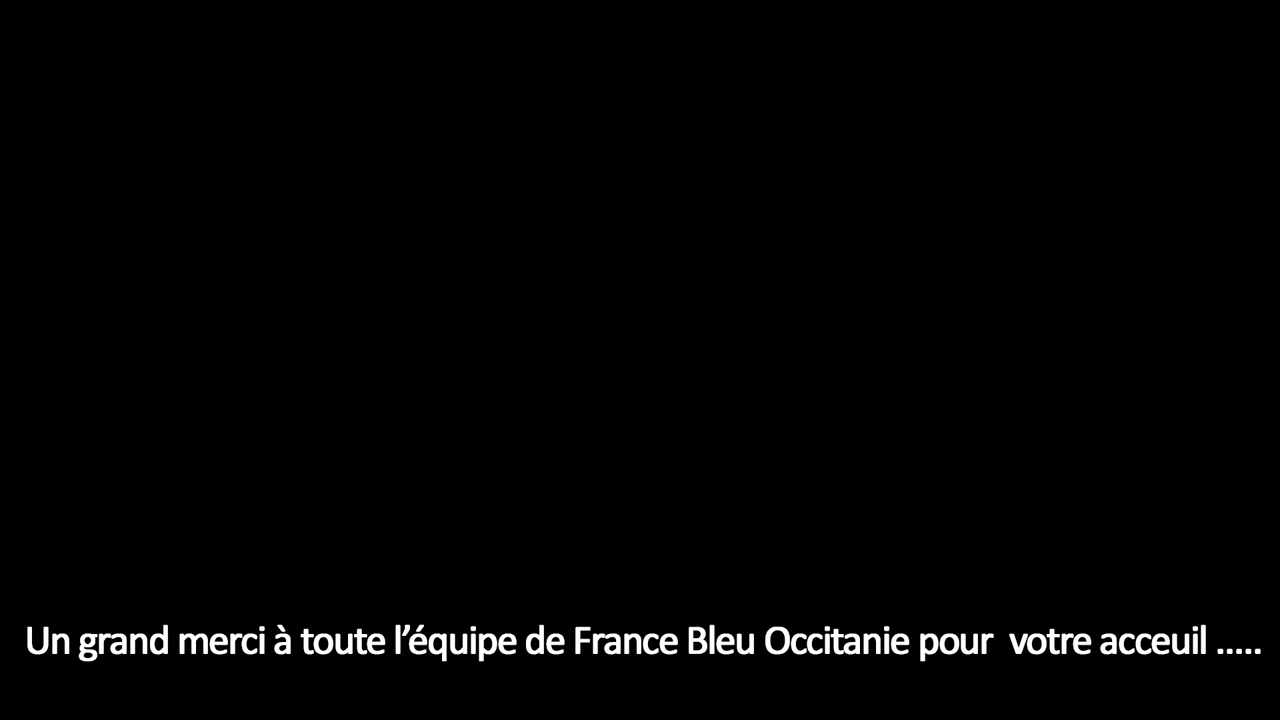 Un grand merci à toute l’équipe de France Bleu Occitanie pour  votre acceuil .....